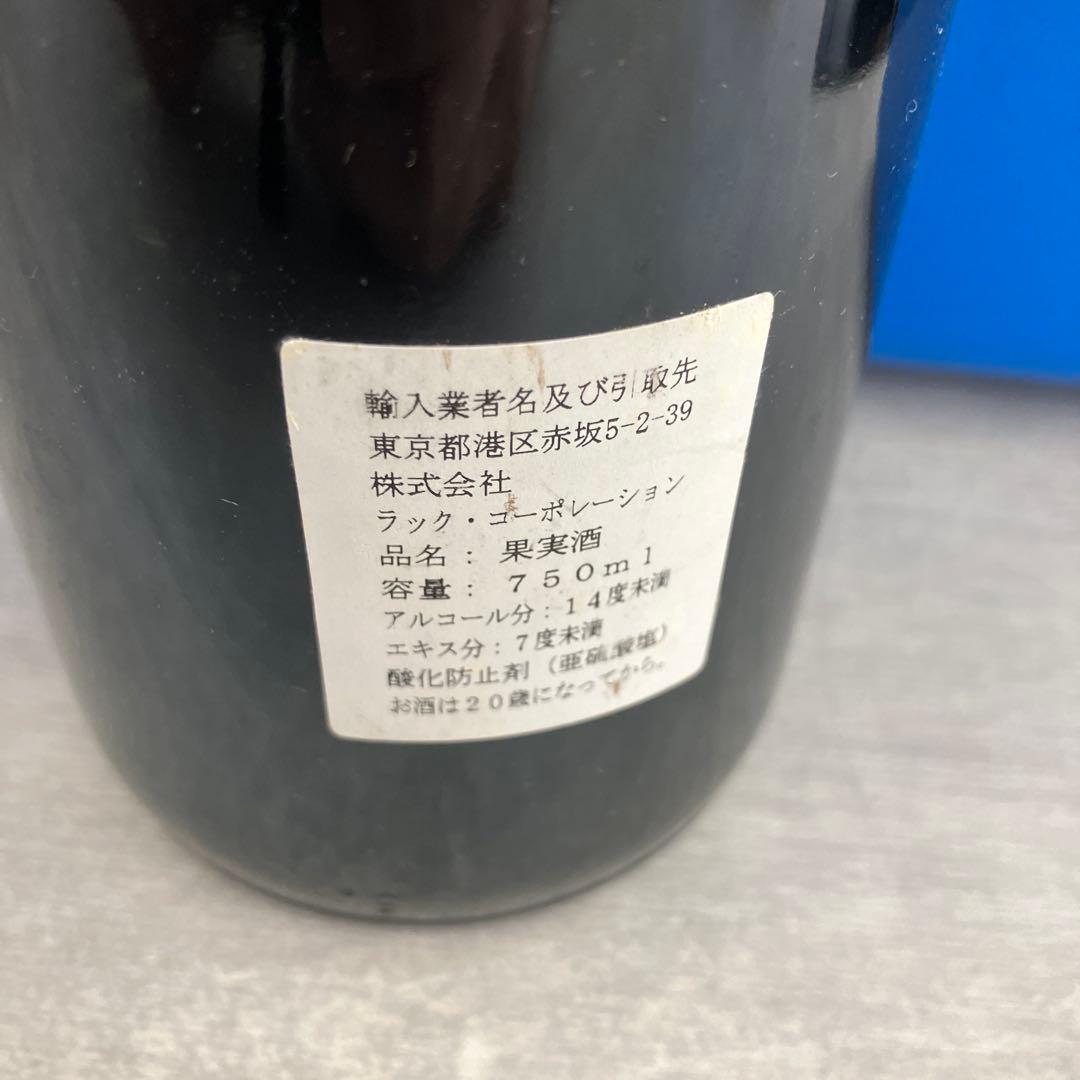 輸入業者名及び引取先
東京都港区赤坂5-2-39
株式会社
ラック・コーポレーション
品名： 果実酒
容量： ７５０ｍｌ
アルコール分：１４度未満
エキス分：７度未満
酸化防止剤（亜硫酸塩）
お酒は２０歳になってから。